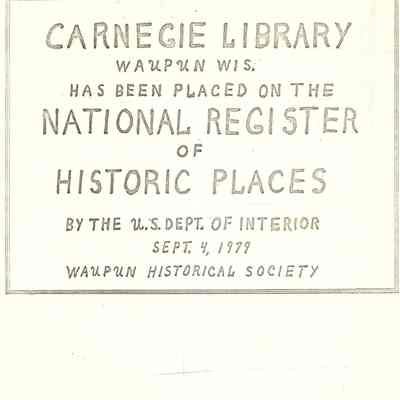 CARNEGIE LIBRARY
WAUPUN WIS.
HAS BEEN PLACED ON THE
NATIONAL REGISTER
OF
HISTORIC PLACES
BY THE U.S. DEPT. OF INTERIOR
SEPT. 4, 1979
WAUPUN HISTORICAL SOCIETY